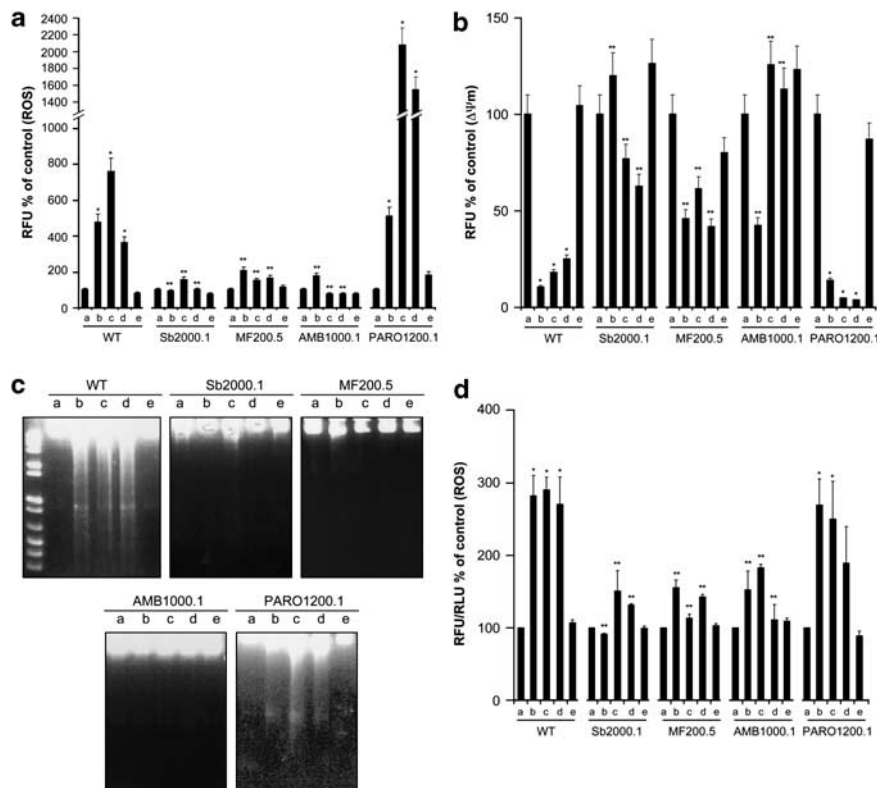 a
RFU % of control (ROS)
2400
2200
2000
1800
1600
1400
1000
800
600
400
200
0
* * * ** ** ** ** ** ** ** ** ** * * *
a b c d e a b c d e a b c d e a b c d e a b c d e
WT Sb2000.1 MF200.5 AMB1000.1 PARO1200.1
b
RFU % of control (ΔΨm)
150
100
50
0
* * * ** ** ** ** ** ** ** ** ** * * *
a b c d e a b c d e a b c d e a b c d e a b c d e
WT Sb2000.1 MF200.5 AMB1000.1 PARO1200.1
c
WT Sb2000.1 MF200.5
a b c d e a b c d e a b c d e
AMB1000.1 PARO1200.1
a b c d e a b c d e
d
RFU/RLU % of control (ROS)
400
300
200
100
0
* * * ** ** ** ** ** ** ** ** ** * *
a b c d e a b c d e a b c d e a b c d e a b c d e
WT Sb2000.1 MF200.5 AMB1000.1 PARO1200.1